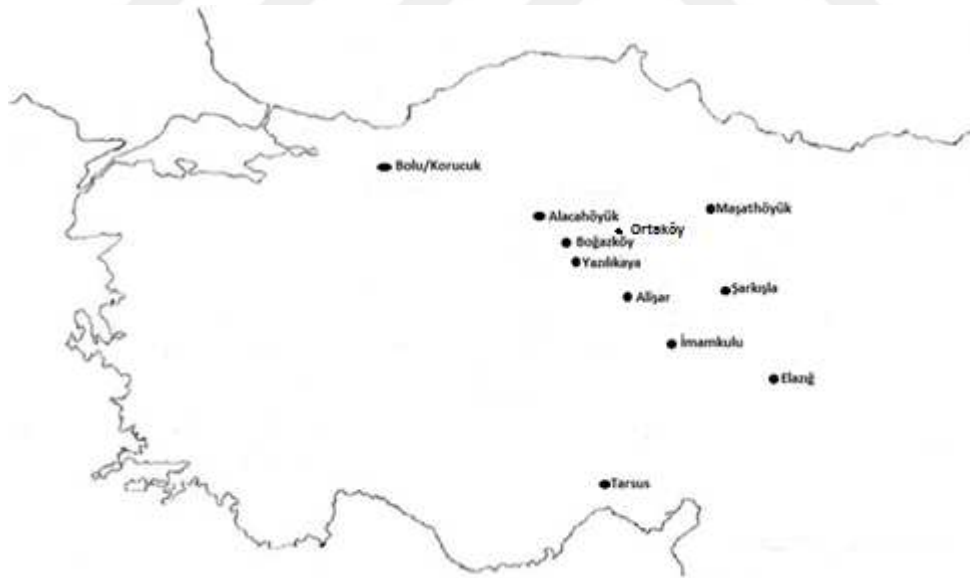 Bolu/Korucuk
Maşathöyük
Alacahöyük
Ortaköy
Boğazköy
Yazılıkaya
Şarkışla
Alişar
İmamkulu
Elazığ
Tarsus